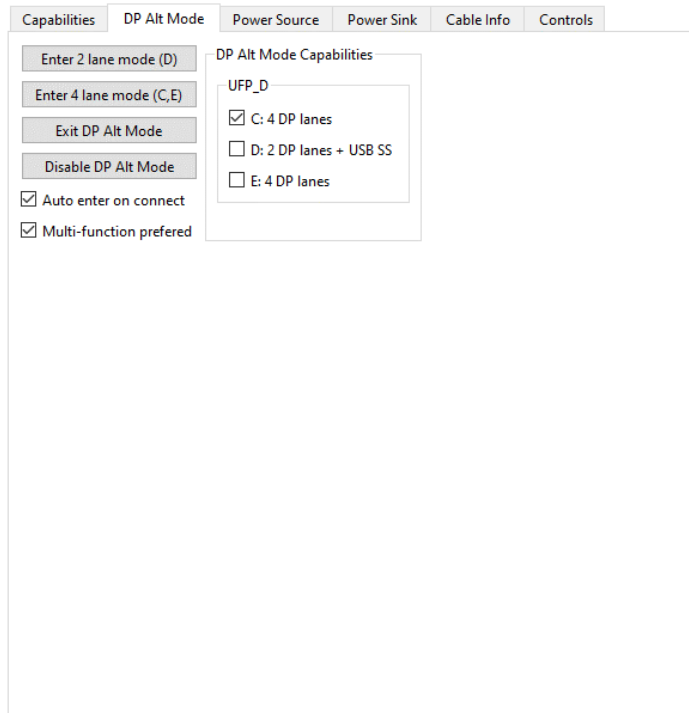 Capabilities DP Alt Mode Power Source Power Sink Cable Info Controls
Enter 2 lane mode (D)
Enter 4 lane mode (C,E)
Exit DP Alt Mode
Disable DP Alt Mode
Auto enter on connect
Multi-function prefered
DP Alt Mode Capabilities
UFP_D
C: 4 DP lanes
D: 2 DP lanes + USB SS
E: 4 DP lanes